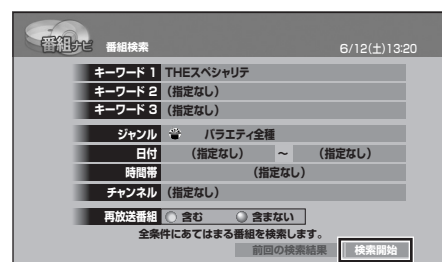 番組ナビ 番組検索 6/12(土)13:20
キーワード 1 THEスペシャリテ
キーワード 2 (指定なし)
キーワード 3 (指定なし)
ジャンル バラエティ全種
日付 (指定なし) ～ (指定なし)
時間帯 (指定なし)
チャンネル (指定なし)
再放送番組 含む 含まない
全条件にあてはまる番組を検索します。
前回の検索結果 検索開始